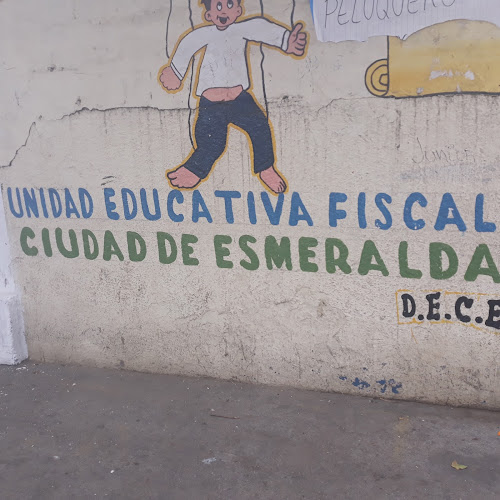 PELUQUERO
UNIDAD EDUCATIVA FISCAL
CIUDAD DE ESMERALDA
D.E.C.E